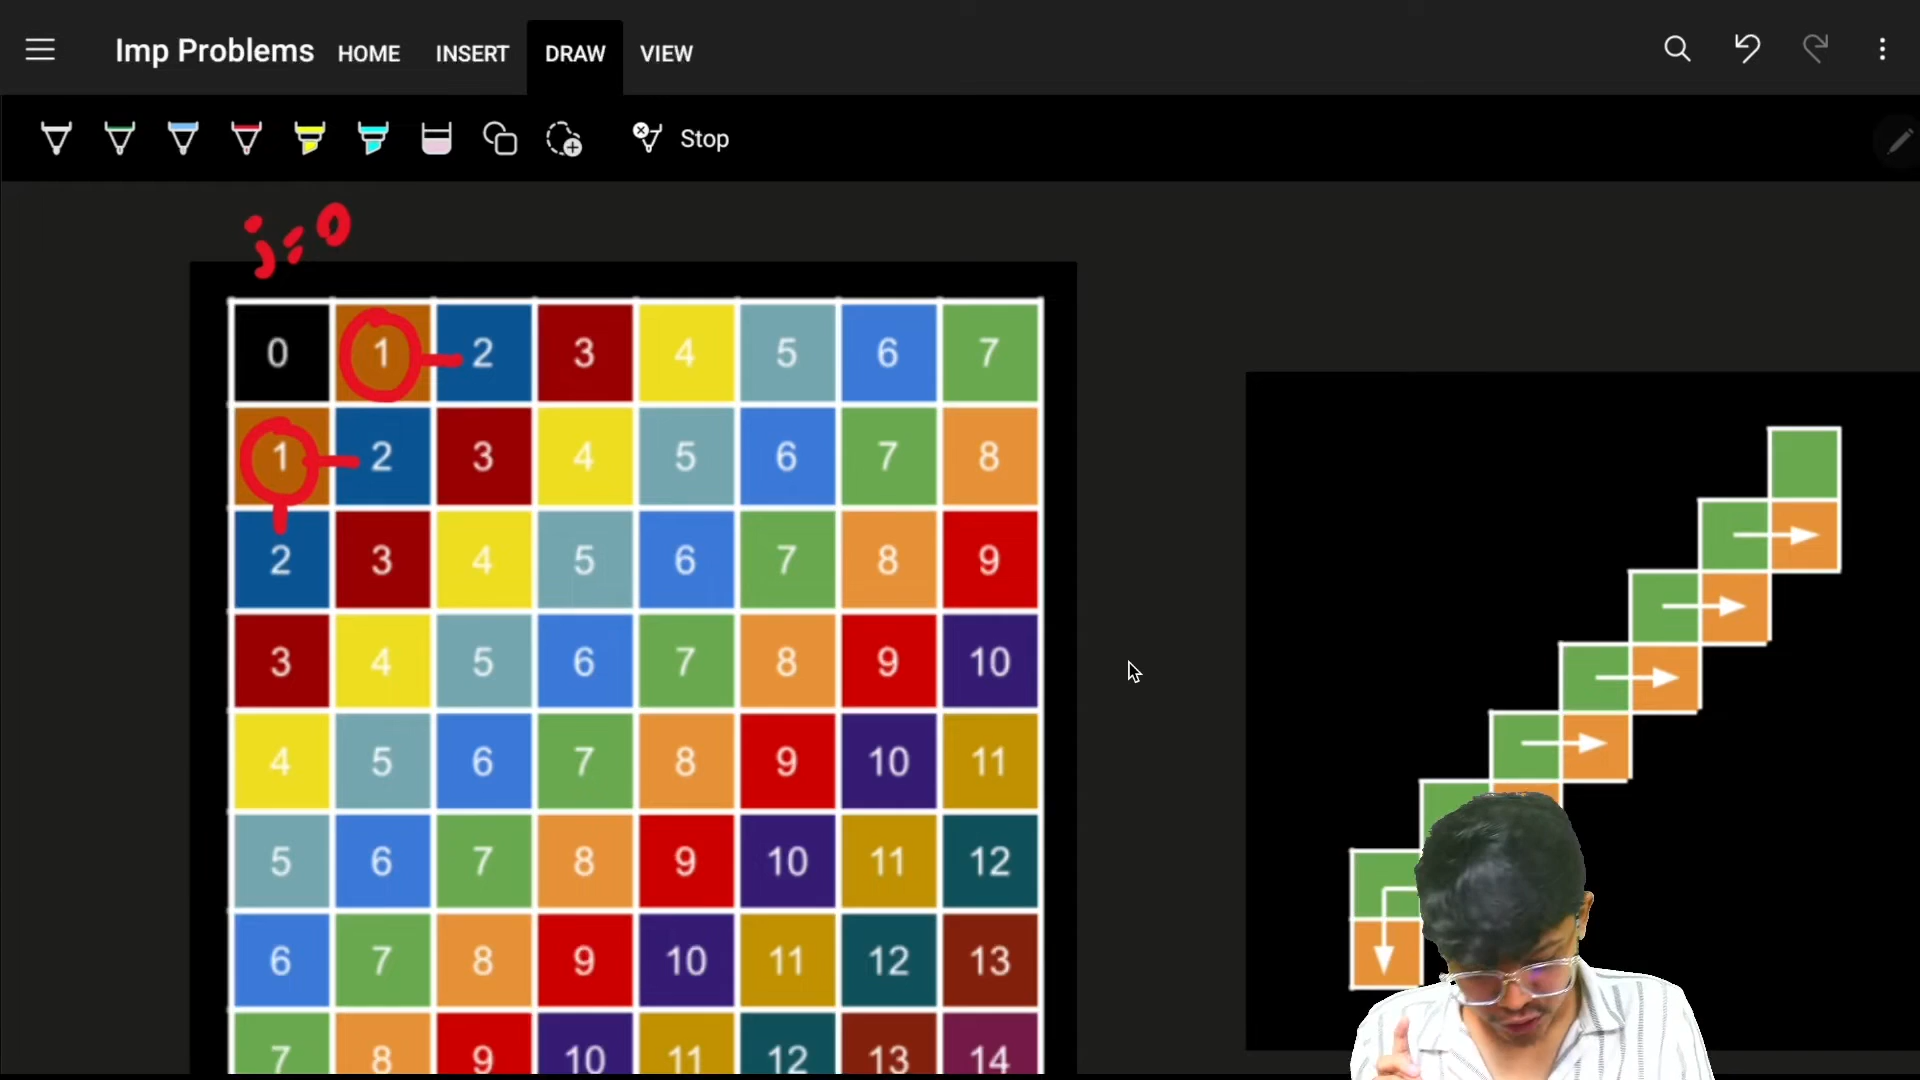 Imp Problems HOME INSERT DRAW VIEW
Stop
j=0
0 1 2 3 4 5 6 7
1 2 3 4 5 6 7 8
2 3 4 5 6 7 8 9
3 4 5 6 7 8 9 10
4 5 6 7 8 9 10 11
5 6 7 8 9 10 11 12
6 7 8 9 10 11 12 13
7 8 9 10 11 12 13 14